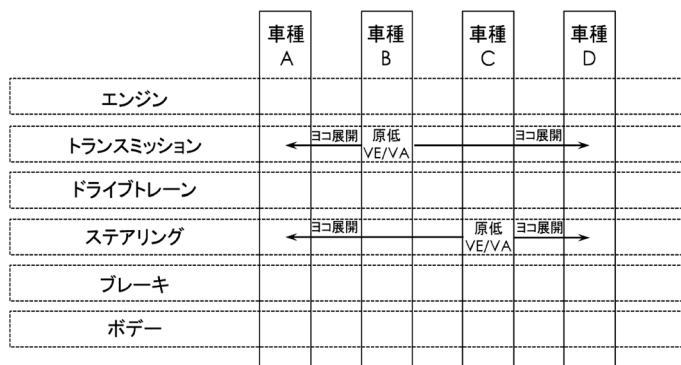 車種
A
車種
B
車種
C
車種
D
エンジン
トランスミッション
ヨコ展開
原低
VE/VA
ヨコ展開
ドライブトレーン
ステアリング
ヨコ展開
原低
VE/VA
ヨコ展開
ブレーキ
ボデー